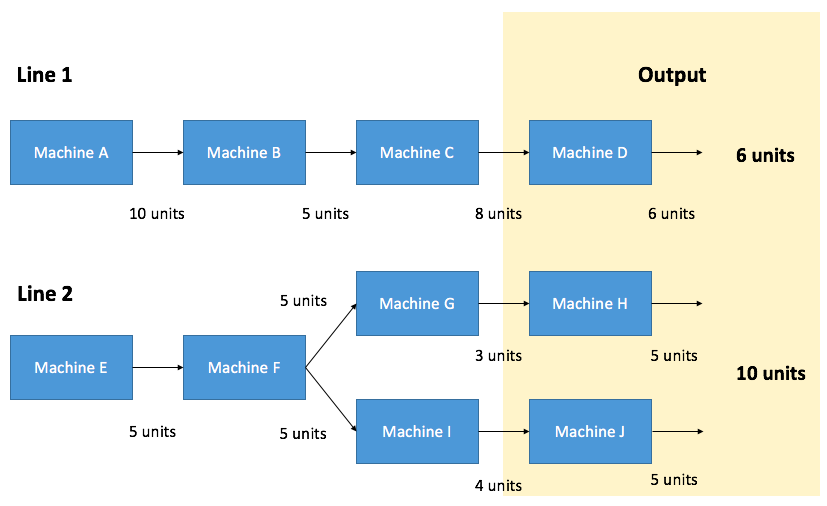 Line 1
Output
Machine A
Machine B
Machine C
Machine D
6 units
10 units
5 units
8 units
6 units
Line 2
5 units
Machine G
Machine H
3 units
5 units
Machine E
Machine F
10 units
5 units
5 units
Machine I
Machine J
4 units
5 units